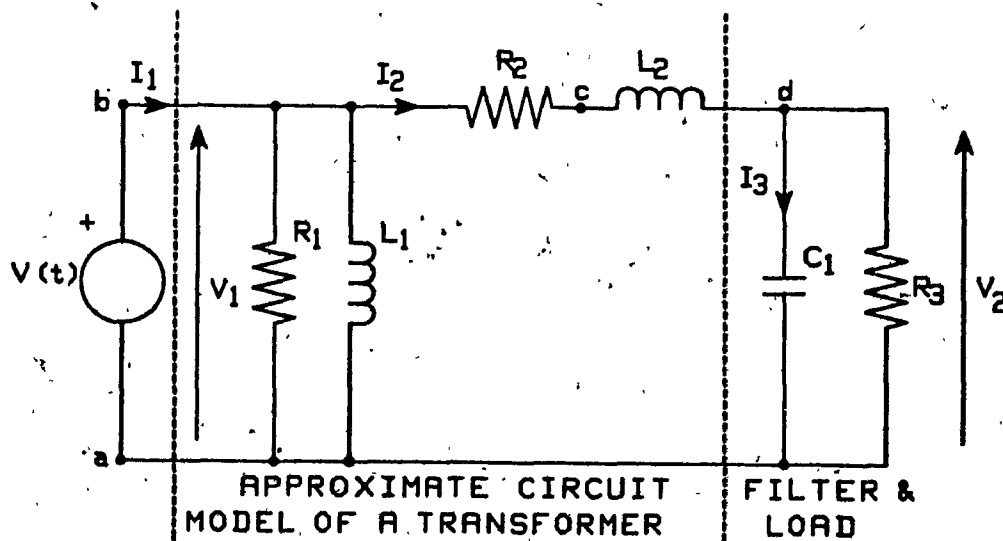 I1
I2
R2
L2
b
c
d
I3
+
R1
L1
V(t)
V1
C1
R3
V2
a
APPROXIMATE CIRCUIT
MODEL OF A TRANSFORMER
FILTER &
LOAD